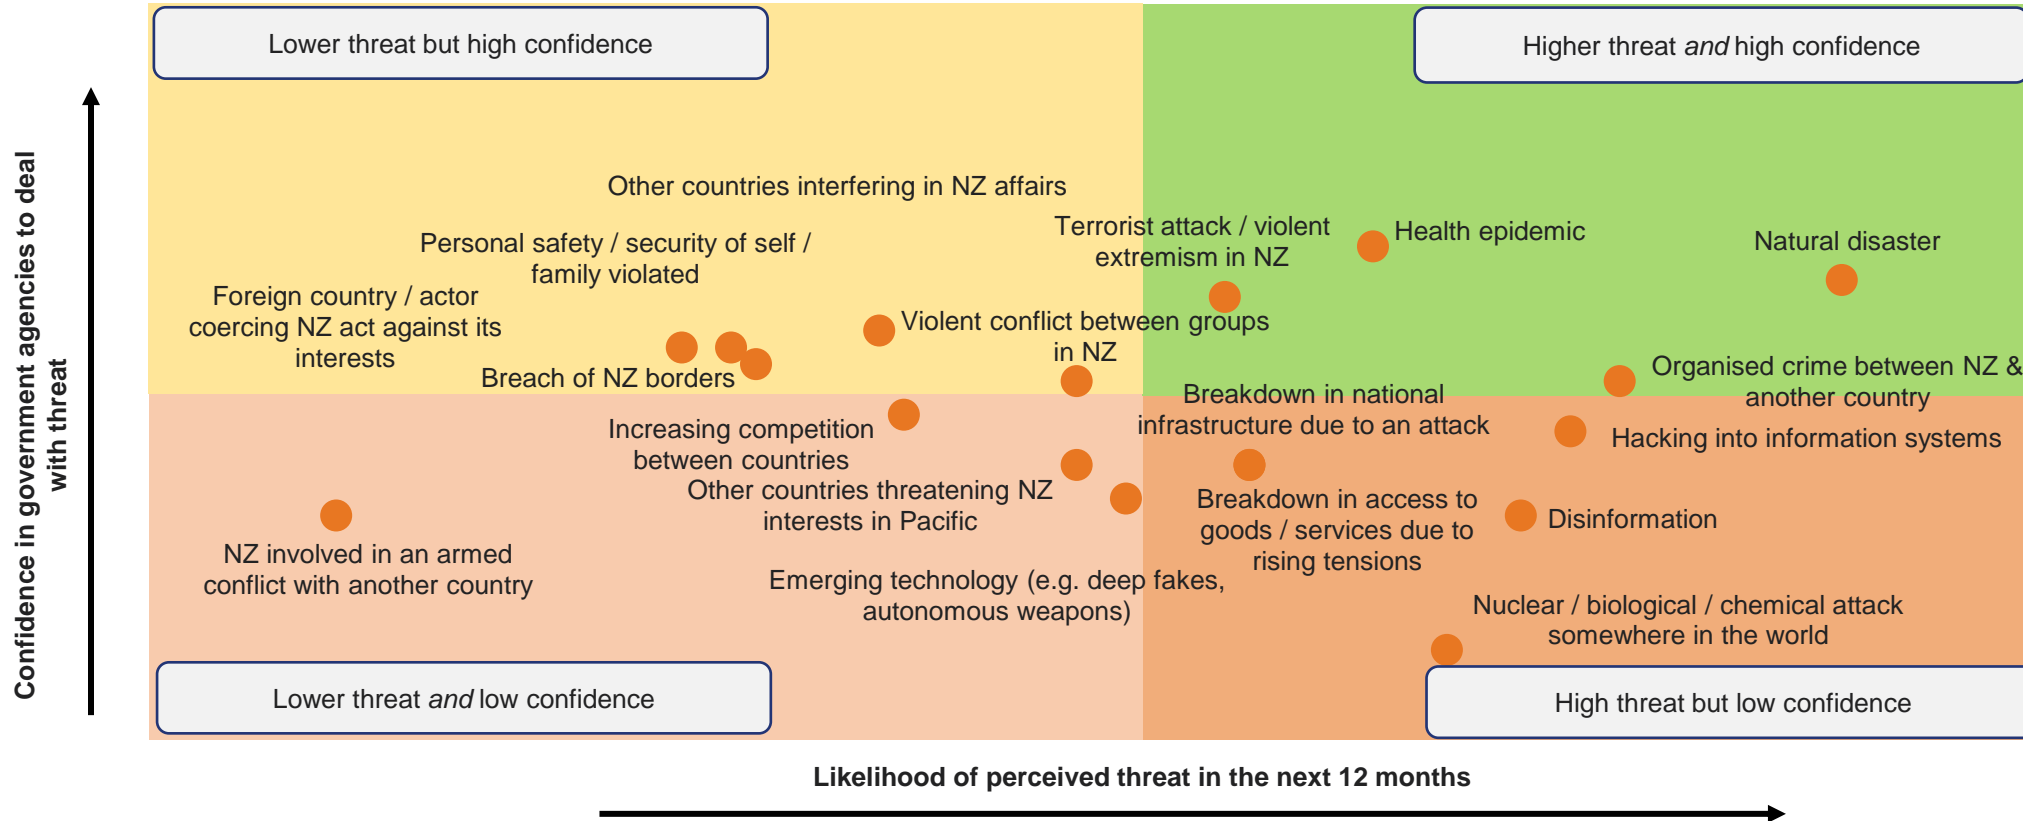 Lower threat but high confidence
Higher threat and high confidence
Confidence in government agencies to deal
with threat
Other countries interfering in NZ affairs
Personal safety / security of self /
family violated
Foreign country / actor
coercing NZ act against its
interests
Breach of NZ borders
Violent conflict between groups
in NZ
Terrorist attack / violent
extremism in NZ
Health epidemic
Natural disaster
Organised crime between NZ &
another country
Breakdown in national
infrastructure due to an attack
Hacking into information systems
Increasing competition
between countries
Other countries threatening NZ
interests in Pacific
Breakdown in access to
goods / services due to
rising tensions
Disinformation
NZ involved in an armed
conflict with another country
Emerging technology (e.g. deep fakes,
autonomous weapons)
Nuclear / biological / chemical attack
somewhere in the world
Lower threat and low confidence
High threat but low confidence
Likelihood of perceived threat in the next 12 months